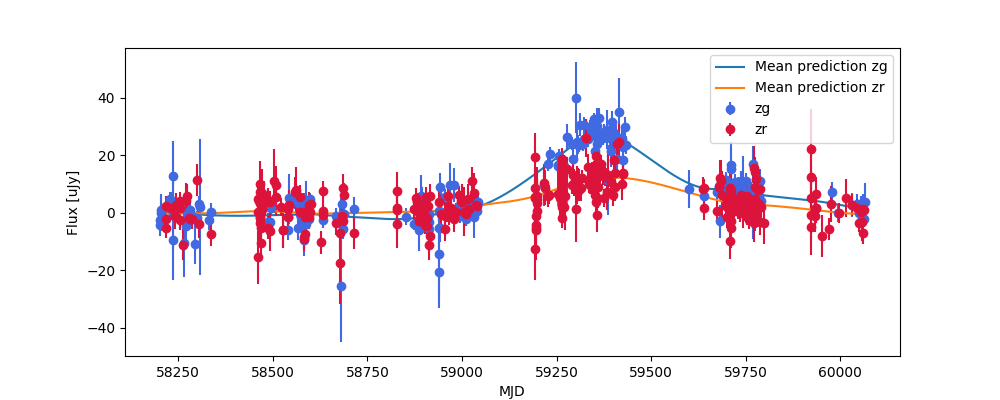 Flux [uJy]
40
20
0
−20
−40
58250
58500
58750
59000
59250
59500
59750
60000
MJD
Mean prediction zg
Mean prediction zr
zg
zr